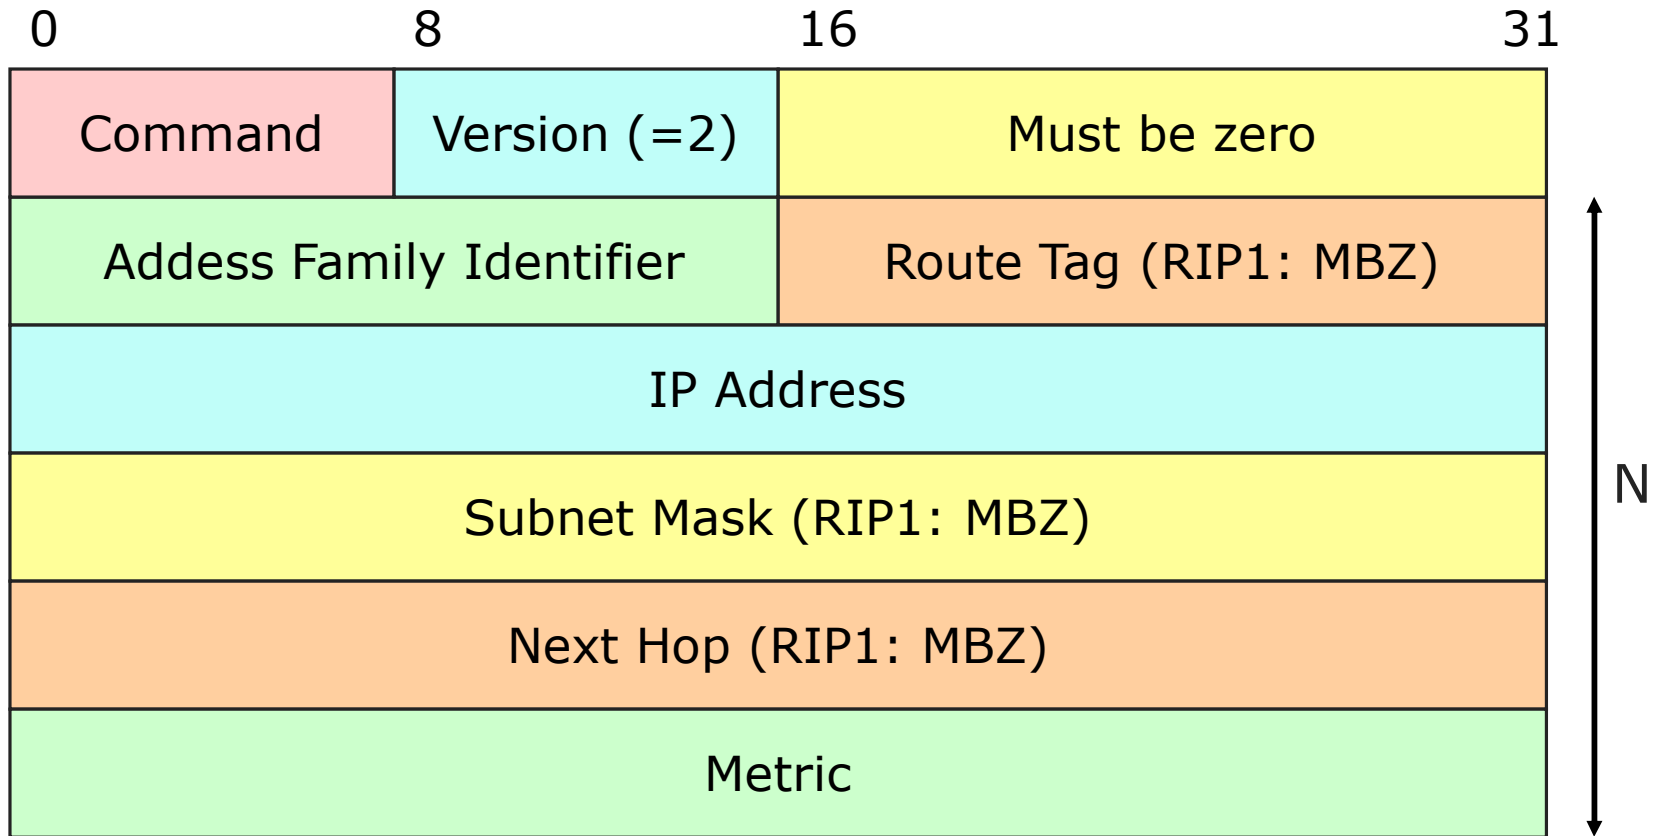 0 8 16 31
Command Version (=2) Must be zero
Addess Family Identifier Route Tag (RIP1: MBZ)
IP Address
Subnet Mask (RIP1: MBZ)
N
Next Hop (RIP1: MBZ)
Metric